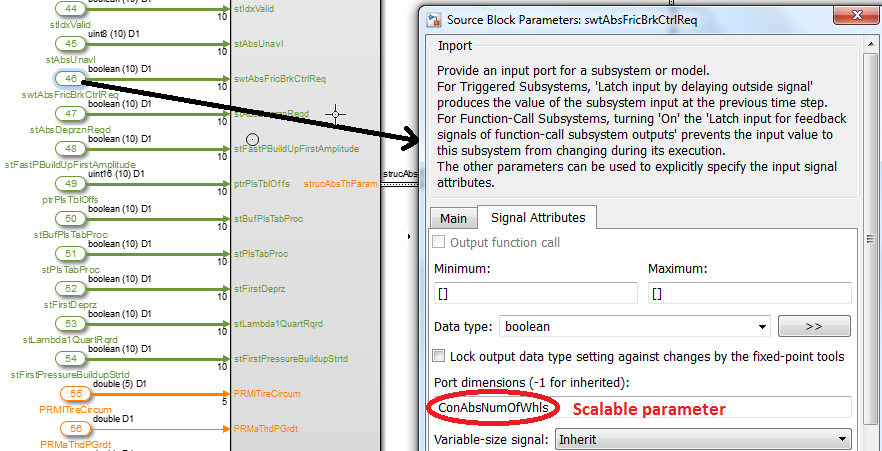 44
boolean (10) D1
stIdxValid
10
stIdxValid
45
uint8 (10) D1
stAbsUnavl
10
stAbsUnavl
46
boolean (10) D1
swtAbsFricBrkCtrlReq
10
swtAbsFricBrkCtrlReq
47
boolean (10) D1
stAbsDeprznReqd
10
stAbsDeprznReqd
48
boolean (10) D1
stFastPBuildUpFirstAmplitude
10
stFastPBuildUpFirstAmplitude
49
uint16 (10) D1
ptrPlsTblOffs
strucAbsThParam
strucAbs
10
ptrPlsTblOffs
50
boolean (10) D1
stBufPlsTabProc
10
stBufPlsTabProc
51
boolean (10) D1
stPlsTabProc
10
stPlsTabProc
52
boolean (10) D1
stFirstDeprz
10
stFirstDeprz
53
boolean (10) D1
stLambda1QuartRqrd
10
stLambda1QuartRqrd
54
boolean (10) D1
stFirstPressureBuildupStrtd
10
stFirstPressureBuildupStrtd
55
double (5) D1
PRMITireCircum
5
PRMITireCircum
56
double D1
PRMaThdPGrdt
PRMaThdPGrdt
Source Block Parameters: swtAbsFricBrkCtrlReq
Inport
Provide an input port for a subsystem or model.
For Triggered Subsystems, 'Latch input by delaying outside signal'
produces the value of the subsystem input at the previous time step.
For Function-Call Subsystems, turning 'On' the 'Latch input for feedback
signals of function-call subsystem outputs' prevents the input value to
this subsystem from changing during its execution.
The other parameters can be used to explicitly specify the input signal
attributes.
Main
Signal Attributes
Output function call
Minimum:
Maximum:
[]
[]
Data type: boolean
>>
Lock output data type setting against changes by the fixed-point tools
Port dimensions (-1 for inherited):
ConAbsNumOfWhls
Scalable parameter
Variable-size signal: Inherit